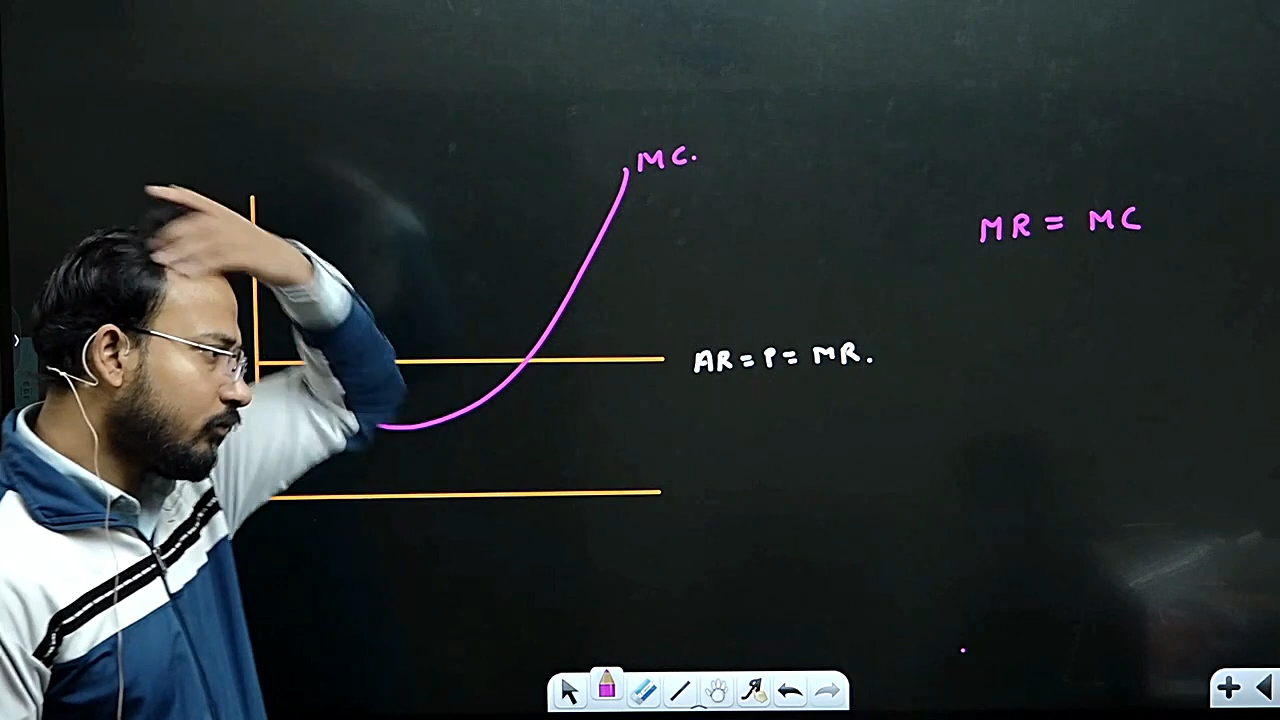 MC.
MR = MC
AR = P = MR.